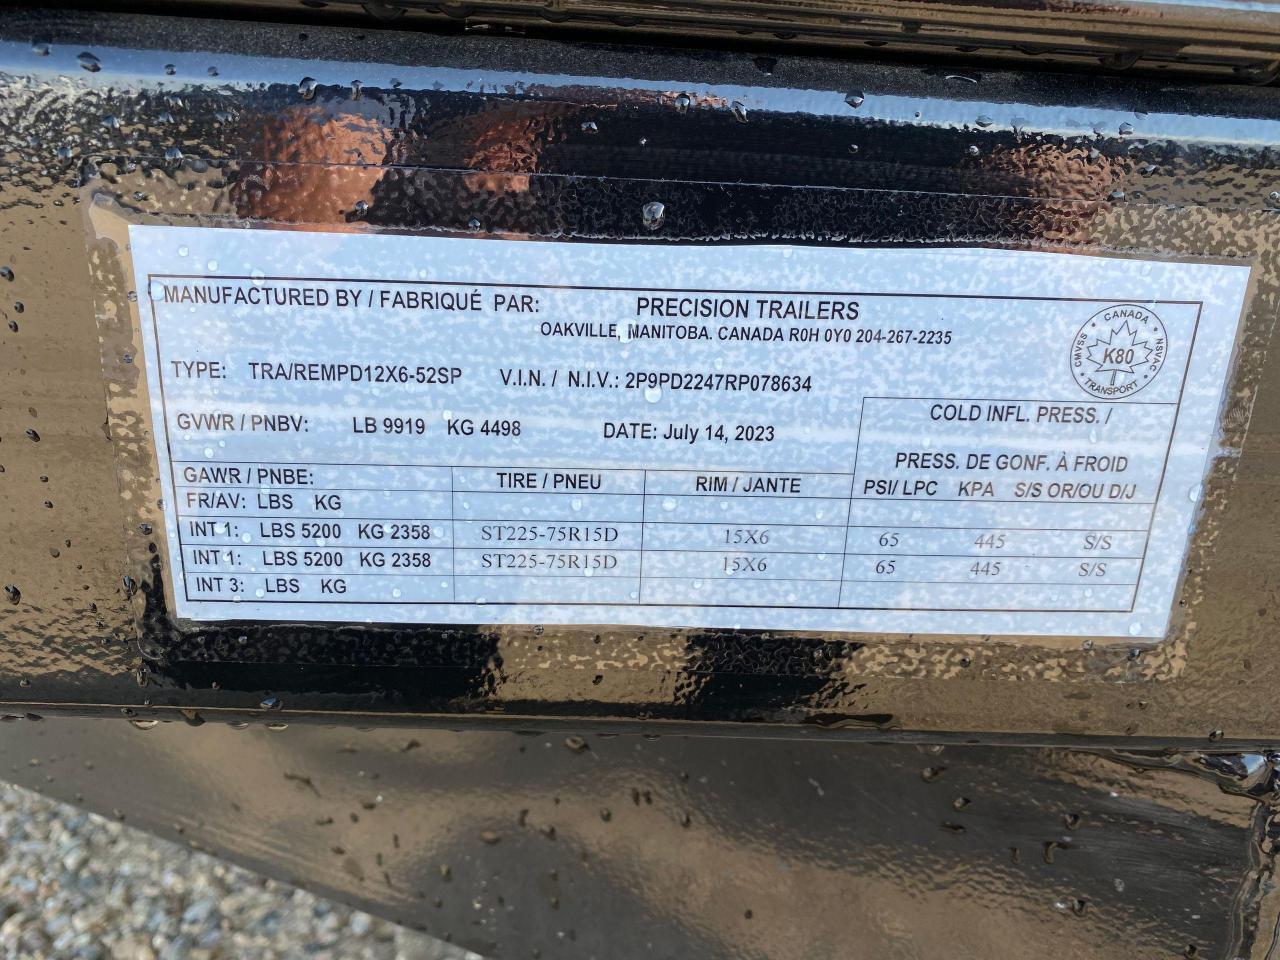 MANUFACTURED BY / FABRIQUÉ PAR: PRECISION TRAILERS
OAKVILLE, MANITOBA. CANADA R0H 0Y0 204-267-2235
CANADA
CMVSS K80 NSVAC
TRANSPORT
TYPE: TRA/REMPD12X6-52SP V.I.N. / N.I.V.: 2P9PD2247RP078634
GVWR / PNBV: LB 9919 KG 4498 DATE: July 14, 2023
COLD INFL. PRESS. /
PRESS. DE GONF. À FROID
GAWR / PNBE: TIRE / PNEU RIM / JANTE PSI/ LPC KPA S/S OR/OU D/J
FR/AV: LBS KG
INT 1: LBS 5200 KG 2358 ST225-75R15D 15X6 65 445 S/S
INT 1: LBS 5200 KG 2358 ST225-75R15D 15X6 65 445 S/S
INT 3: LBS KG